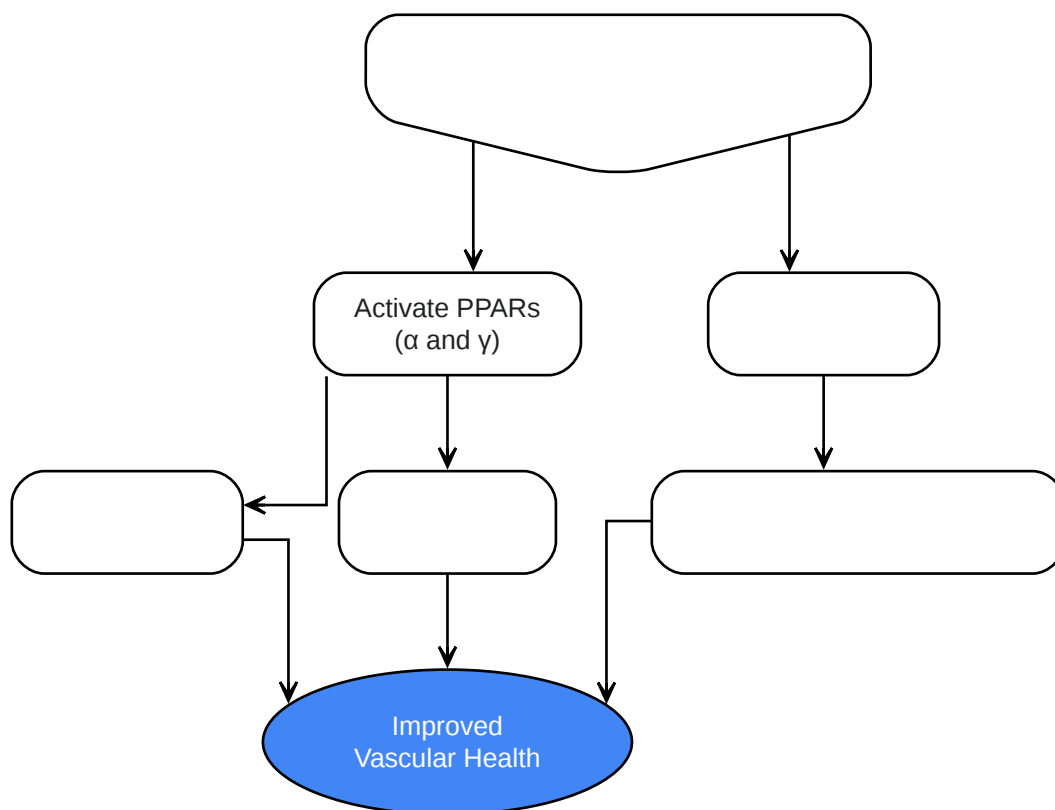 Activate PPARs
(α and γ)
Improved
Vascular Health